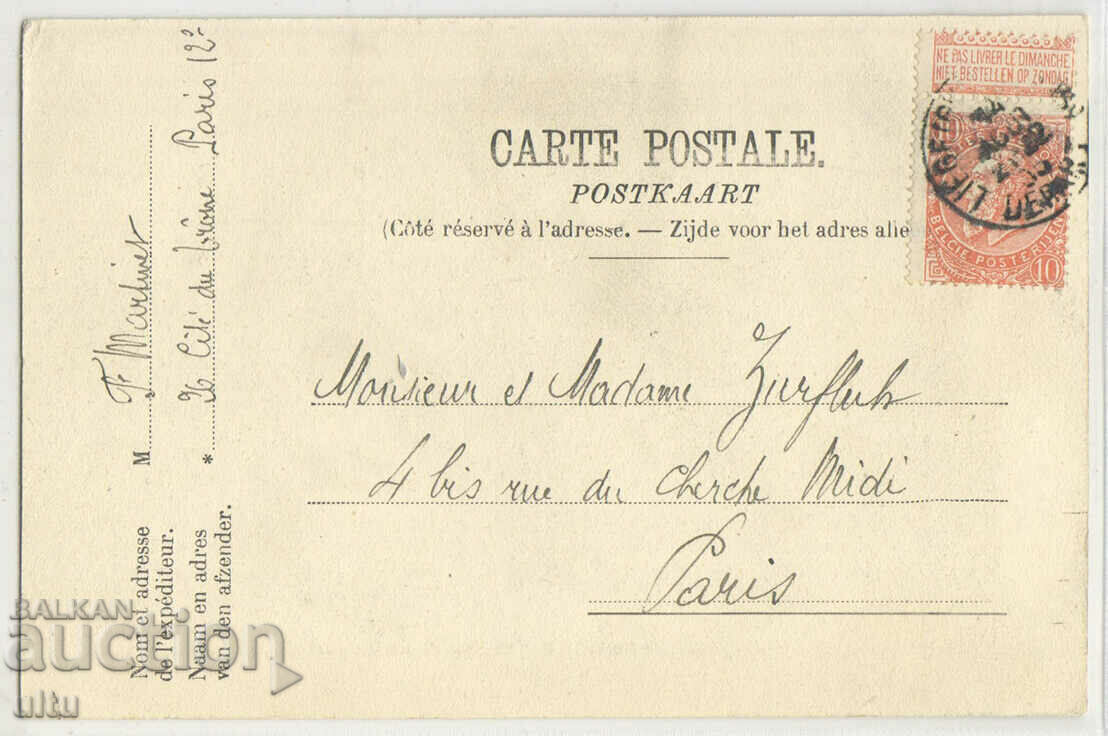 NE PAS LIVRER LE DIMANCHE
NIET BESTELLEN OP ZONDAG
CARTE POSTALE.
POSTKAART
(Côté réservé à l'adresse. — Zijde voor het adres alle
BELGIE POSTERIJEN
10
10
Monsieur et Madame Zurfluh
4 bis rue du Cherche Midi
Paris
M Martinet
* 26 Cité du Trône Paris 12e
Nom et adresse
de l'expéditeur.
Naam en adres
van den afzender.
BALKAN
auction
ultu